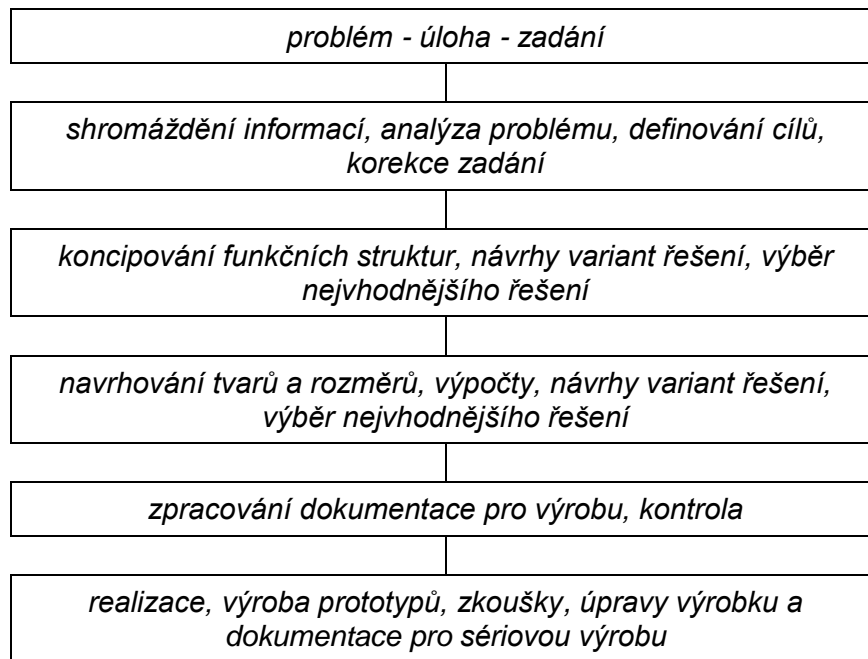 problém - úloha - zadání
shromáždění informací, analýza problému, definování cílů,
korekce zadání
koncipování funkčních struktur, návrhy variant řešení, výběr
nejvhodnějšího řešení
navrhování tvarů a rozměrů, výpočty, návrhy variant řešení,
výběr nejvhodnějšího řešení
zpracování dokumentace pro výrobu, kontrola
realizace, výroba prototypů, zkoušky, úpravy výrobku a
dokumentace pro sériovou výrobu